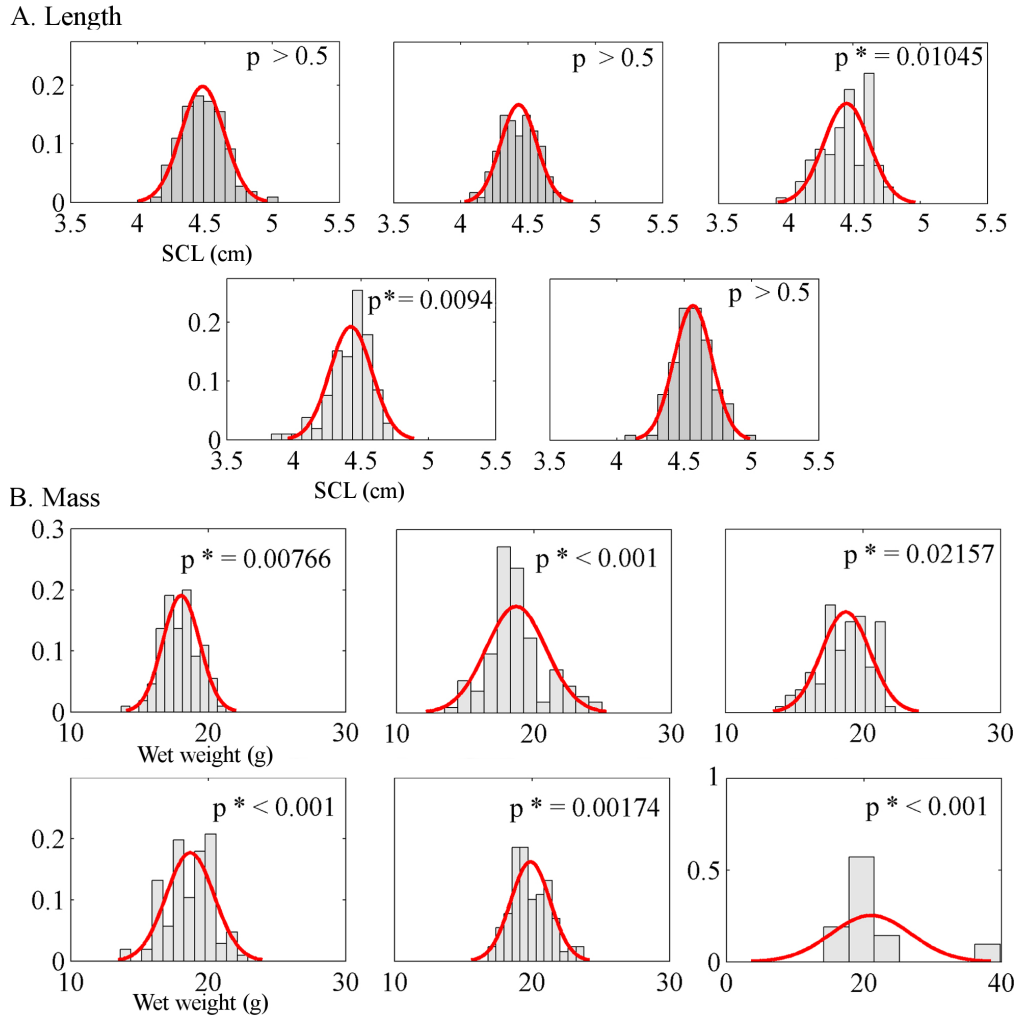 A. Length
p > 0.5
p > 0.5
p * = 0.01045
0.2
0.1
0
3.5 4 4.5 5 5.5
3.5 4 4.5 5 5.5
3.5 4 4.5 5 5.5
SCL (cm)
p* = 0.0094
p > 0.5
0.2
0.1
0
3.5 4 4.5 5 5.5
3.5 4 4.5 5 5.5
SCL (cm)
B. Mass
0.3
p * = 0.00766
p * < 0.001
p * = 0.02157
0.2
0.1
0
10 20 30
10 20 30
10 20 30
Wet weight (g)
p * < 0.001
p * = 0.00174
p * < 0.001
0.2
0.1
0
1
0.5
0
10 20 30
10 20 30
0 20 40
Wet weight (g)